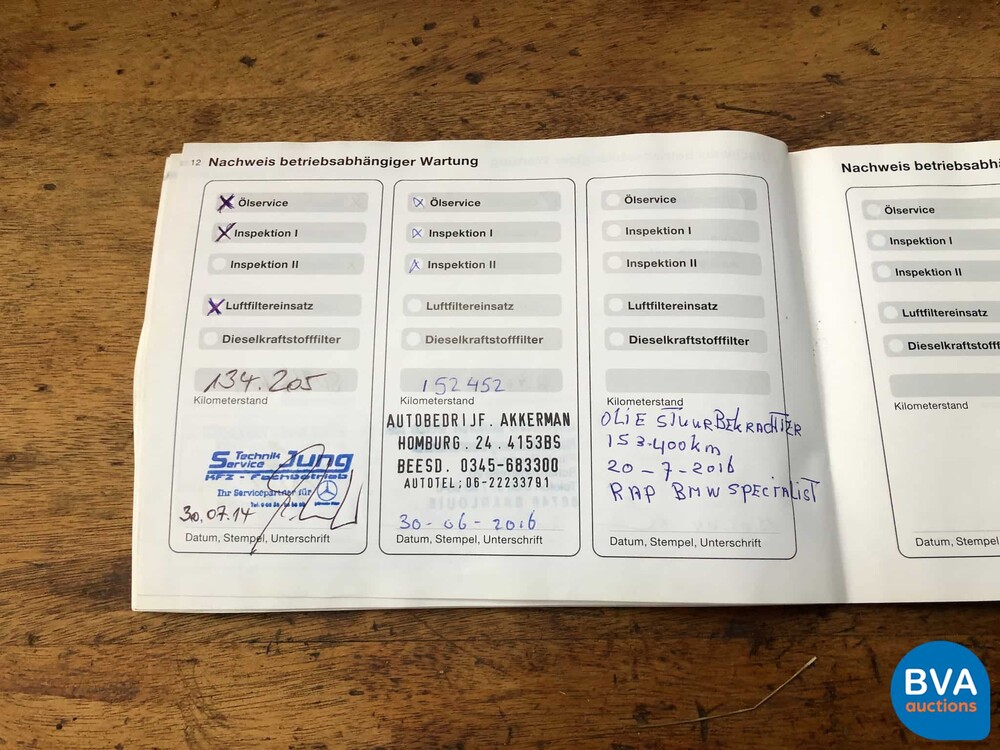 12 Nachweis betriebsabhängiger Wartung
Ölservice
Inspektion I
Inspektion II
Luftfiltereinsatz
Dieselkraftstofffilter
134.205
Kilometerstand
Technik
Service Jung
KFZ - Fachbetrieb
Ihr Servicepartner für
30.07.14
Datum, Stempel, Unterschrift
Ölservice
Inspektion I
Inspektion II
Luftfiltereinsatz
Dieselkraftstofffilter
152452
Kilometerstand
AUTOBEDRIJF. AKKERMAN
HOMBURG. 24. 4153BS
BEESD. 0345-683300
AUTOTEL; 06-22233791
30-06-2016
Datum, Stempel, Unterschrift
Ölservice
Inspektion I
Inspektion II
Luftfiltereinsatz
Dieselkraftstofffilter
Kilometerstand
OLIE STUURBEKRACHTER
153.400km
20-7-2016
RAP BMW SPECIALIST
Datum, Stempel, Unterschrift
Nachweis betriebsabhä
Ölservice
Inspektion I
Inspektion II
Luftfiltereinsatz
Dieselkraftstofff
Kilometerstand
Datum, Stempel, Un
BVA
auctions